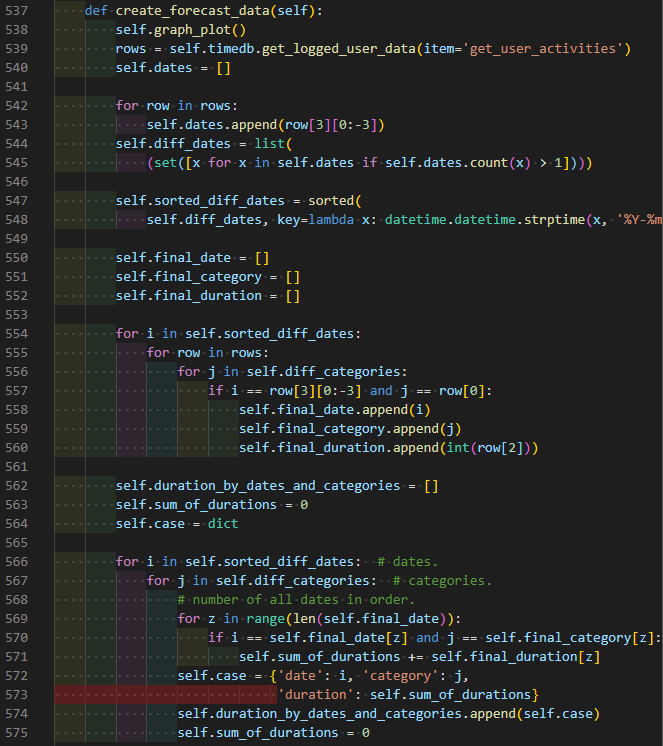 537 def create_forecast_data(self):
538 self.graph_plot()
539 rows = self.timedb.get_logged_user_data(item='get_user_activities')
540 self.dates = []
541
542 for row in rows:
543 self.dates.append(row[3][0:-3])
544 self.diff_dates = list(
545 (set([x for x in self.dates if self.dates.count(x) > 1])))
546
547 self.sorted_diff_dates = sorted(
548 self.diff_dates, key=lambda x: datetime.datetime.strptime(x, '%Y-%m
549
550 self.final_date = []
551 self.final_category = []
552 self.final_duration = []
553
554 for i in self.sorted_diff_dates:
555 for row in rows:
556 for j in self.diff_categories:
557 if i == row[3][0:-3] and j == row[0]:
558 self.final_date.append(i)
559 self.final_category.append(j)
560 self.final_duration.append(int(row[2]))
561
562 self.duration_by_dates_and_categories = []
563 self.sum_of_durations = 0
564 self.case = dict
565
566 for i in self.sorted_diff_dates: # dates.
567 for j in self.diff_categories: # categories.
568 # number of all dates in order.
569 for z in range(len(self.final_date)):
570 if i == self.final_date[z] and j == self.final_category[z]:
571 self.sum_of_durations += self.final_duration[z]
572 self.case = {'date': i, 'category': j,
573 'duration': self.sum_of_durations}
574 self.duration_by_dates_and_categories.append(self.case)
575 self.sum_of_durations = 0